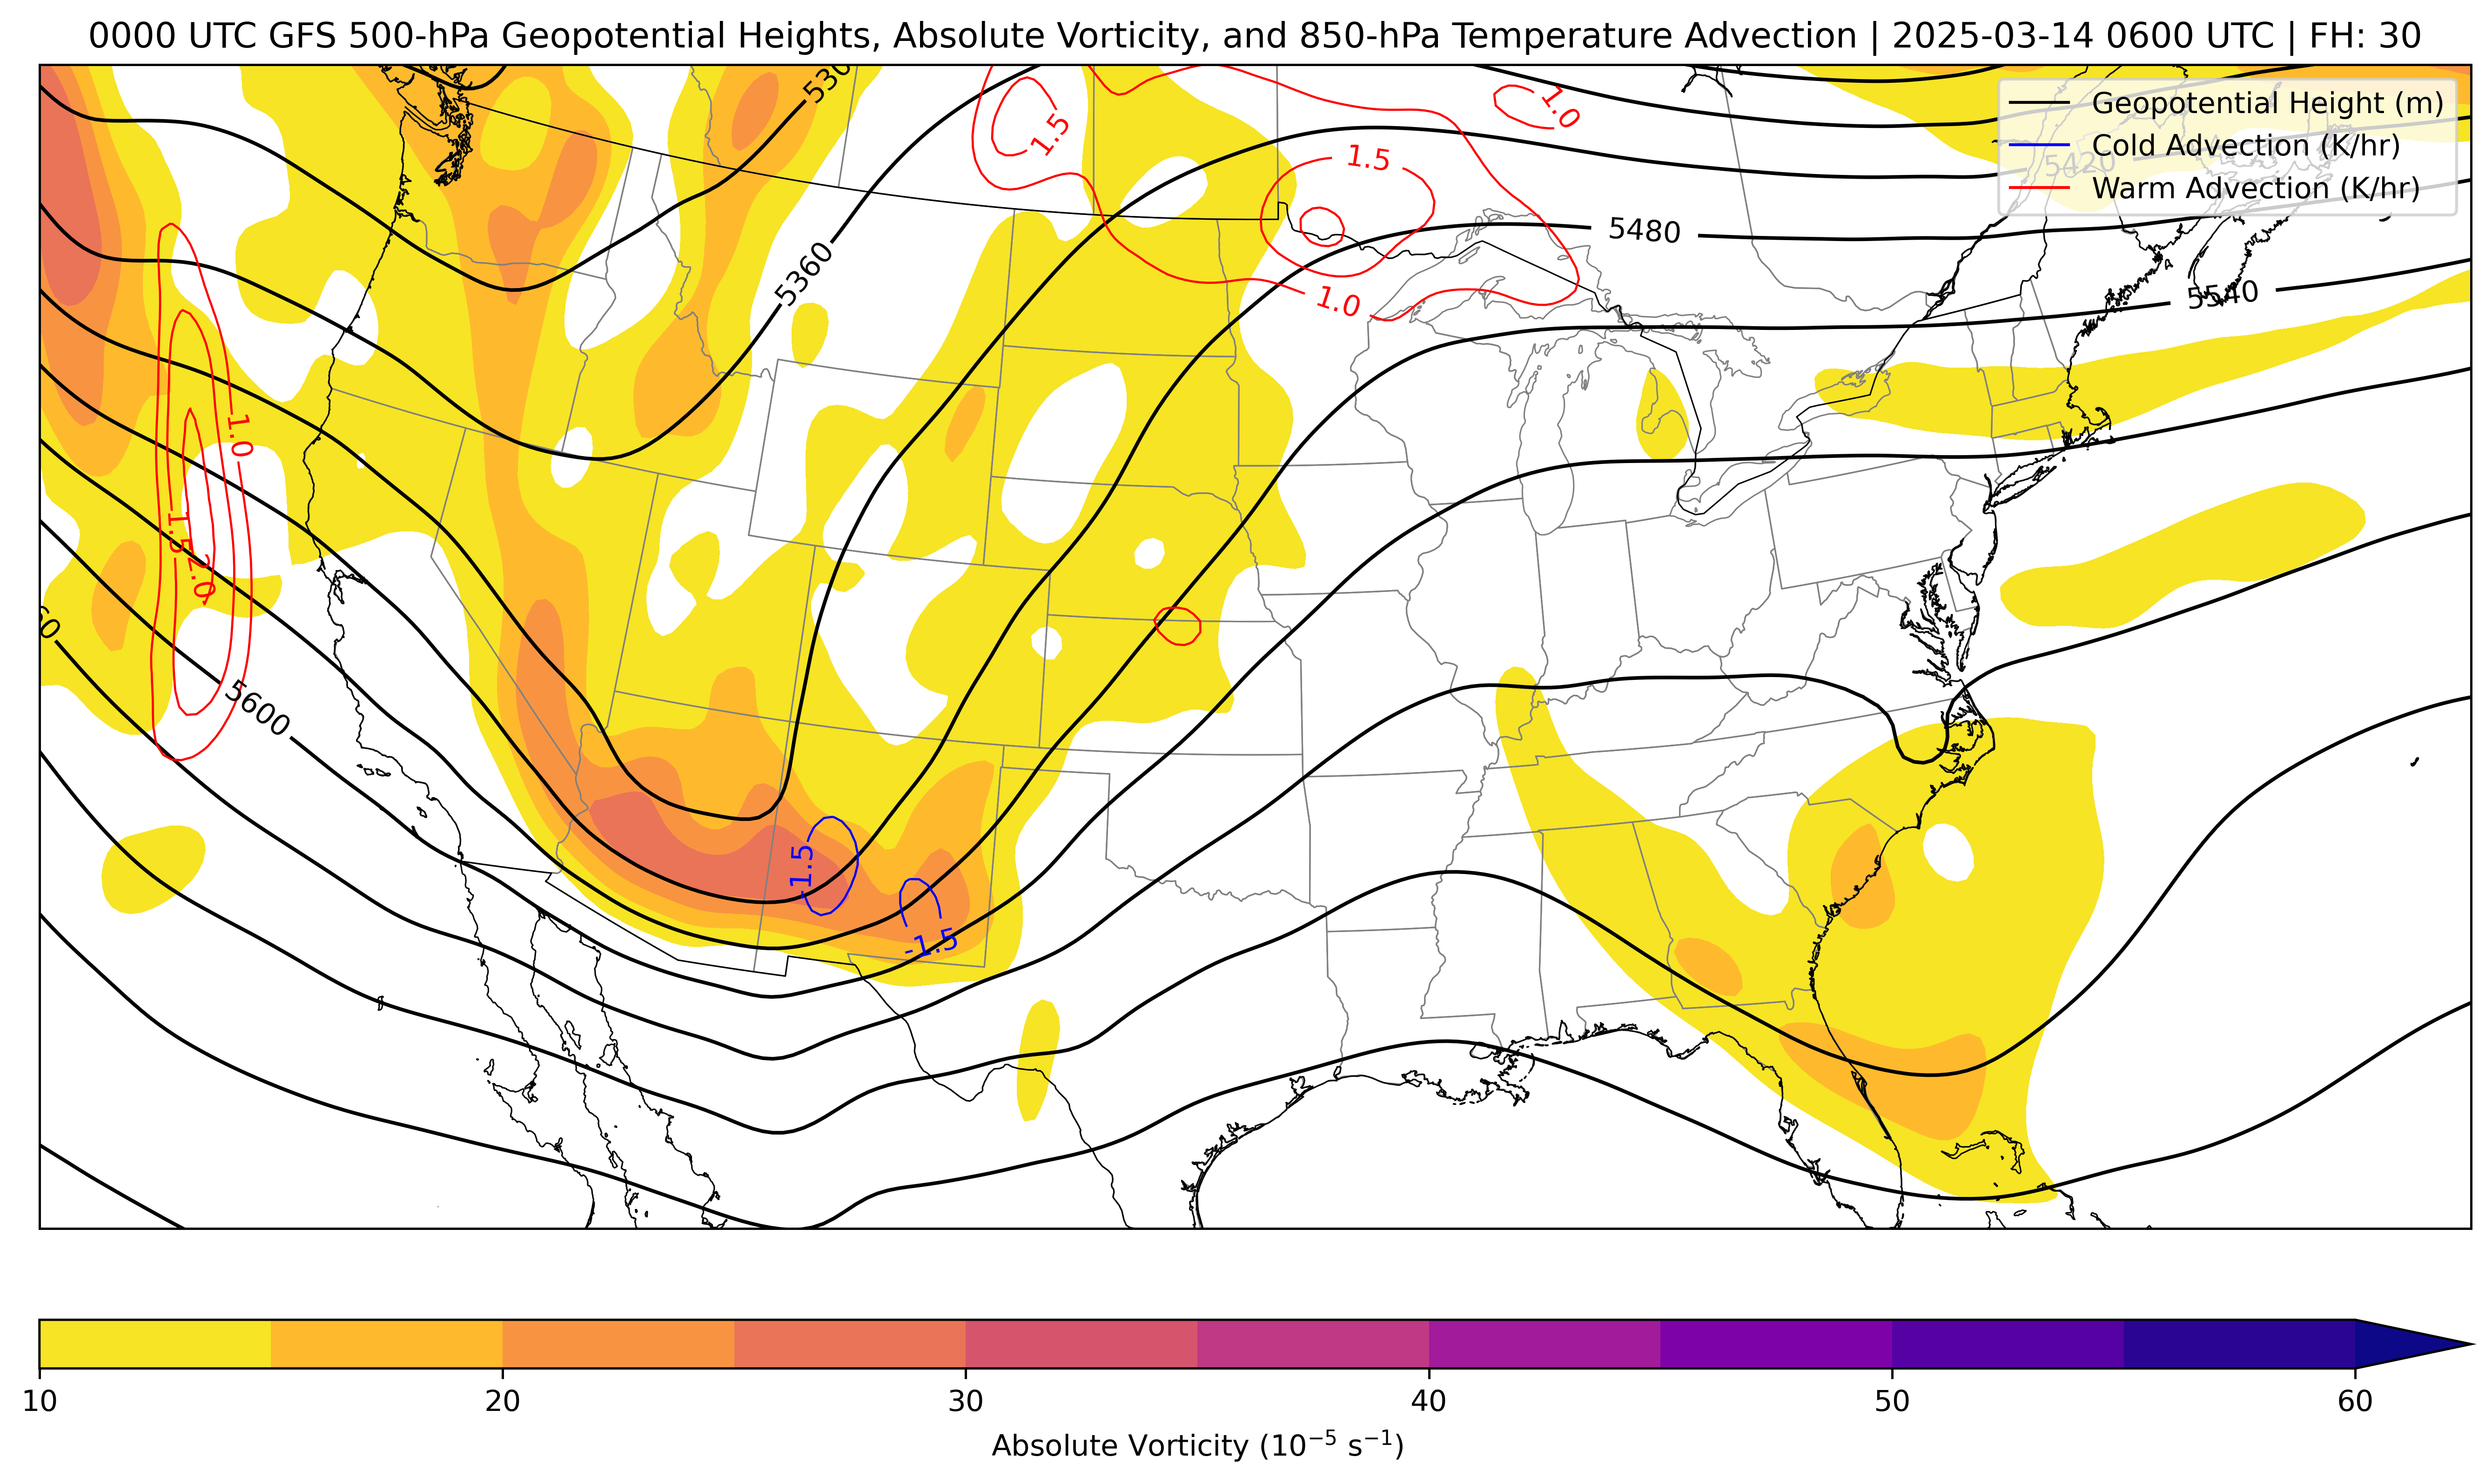 0000 UTC GFS 500-hPa Geopotential Heights, Absolute Vorticity, and 850-hPa Temperature Advection | 2025-03-14 0600 UTC | FH: 30
Geopotential Height (m)
Cold Advection (K/hr)
Warm Advection (K/hr)
530
1.5
1.0
1.5
5420
5480
5360
1.0
5540
1.0
1.5
2.0
60
5600
-1.5
-1.5
10 20 30 40 50 60
Absolute Vorticity (10⁻⁵ s⁻¹)